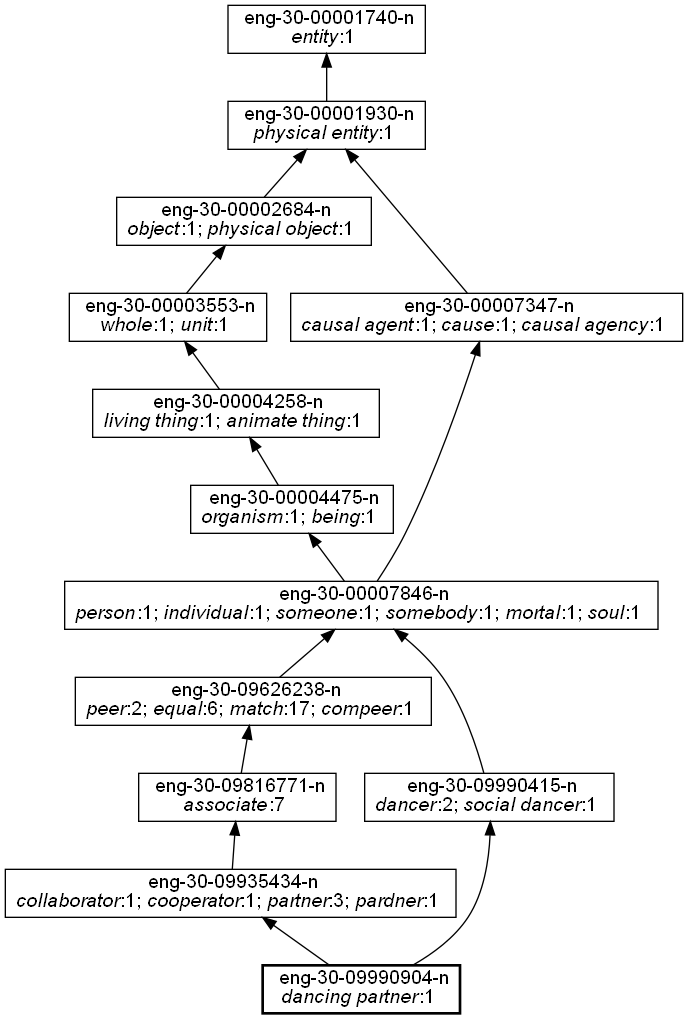 eng-30-00001740-n
entity:1
eng-30-00001930-n
physical entity:1
eng-30-00002684-n
object:1; physical object:1
eng-30-00003553-n
whole:1; unit:1
eng-30-00007347-n
causal agent:1; cause:1; causal agency:1
eng-30-00004258-n
living thing:1; animate thing:1
eng-30-00004475-n
organism:1; being:1
eng-30-00007846-n
person:1; individual:1; someone:1; somebody:1; mortal:1; soul:1
eng-30-09626238-n
peer:2; equal:6; match:17; compeer:1
eng-30-09816771-n
associate:7
eng-30-09990415-n
dancer:2; social dancer:1
eng-30-09935434-n
collaborator:1; cooperator:1; partner:3; pardner:1
eng-30-09990904-n
dancing partner:1